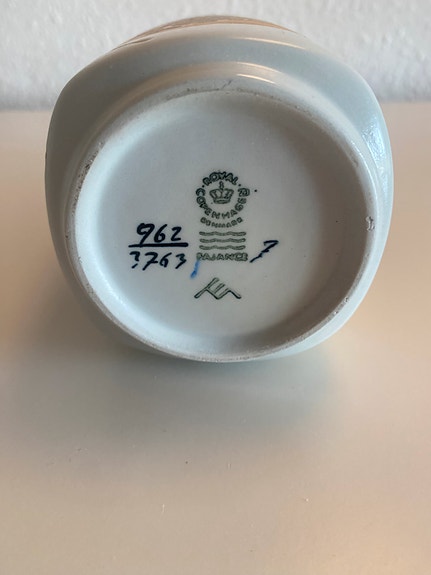 ROYAL
COPENHAGEN
DENMARK
FAJANCE
962
3763